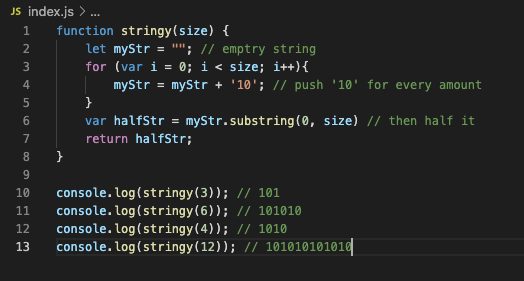 JS index.js > ...
1 function stringy(size) {
2 let myStr = ""; // emptry string
3 for (var i = 0; i < size; i++){
4 myStr = myStr + '10'; // push '10' for every amount
5 }
6 var halfStr = myStr.substring(0, size) // then half it
7 return halfStr;
8 }
9
10 console.log(stringy(3)); // 101
11 console.log(stringy(6)); // 101010
12 console.log(stringy(4)); // 1010
13 console.log(stringy(12)); // 101010101010